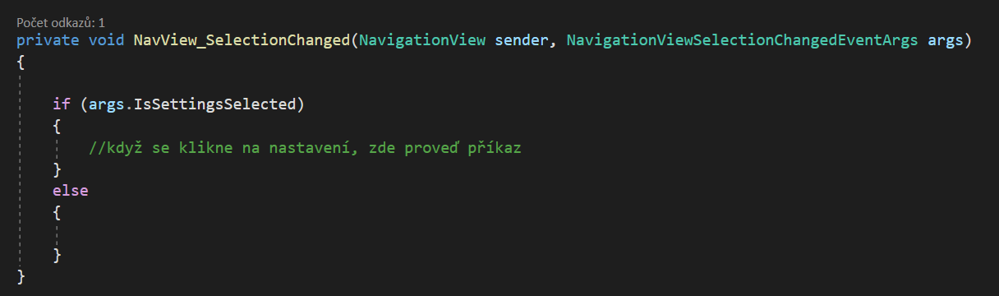 Počet odkazů: 1
private void NavView_SelectionChanged(NavigationView sender, NavigationViewSelectionChangedEventArgs args)
{
if (args.IsSettingsSelected)
{
//když se klikne na nastavení, zde proveď příkaz
}
else
{
}
}